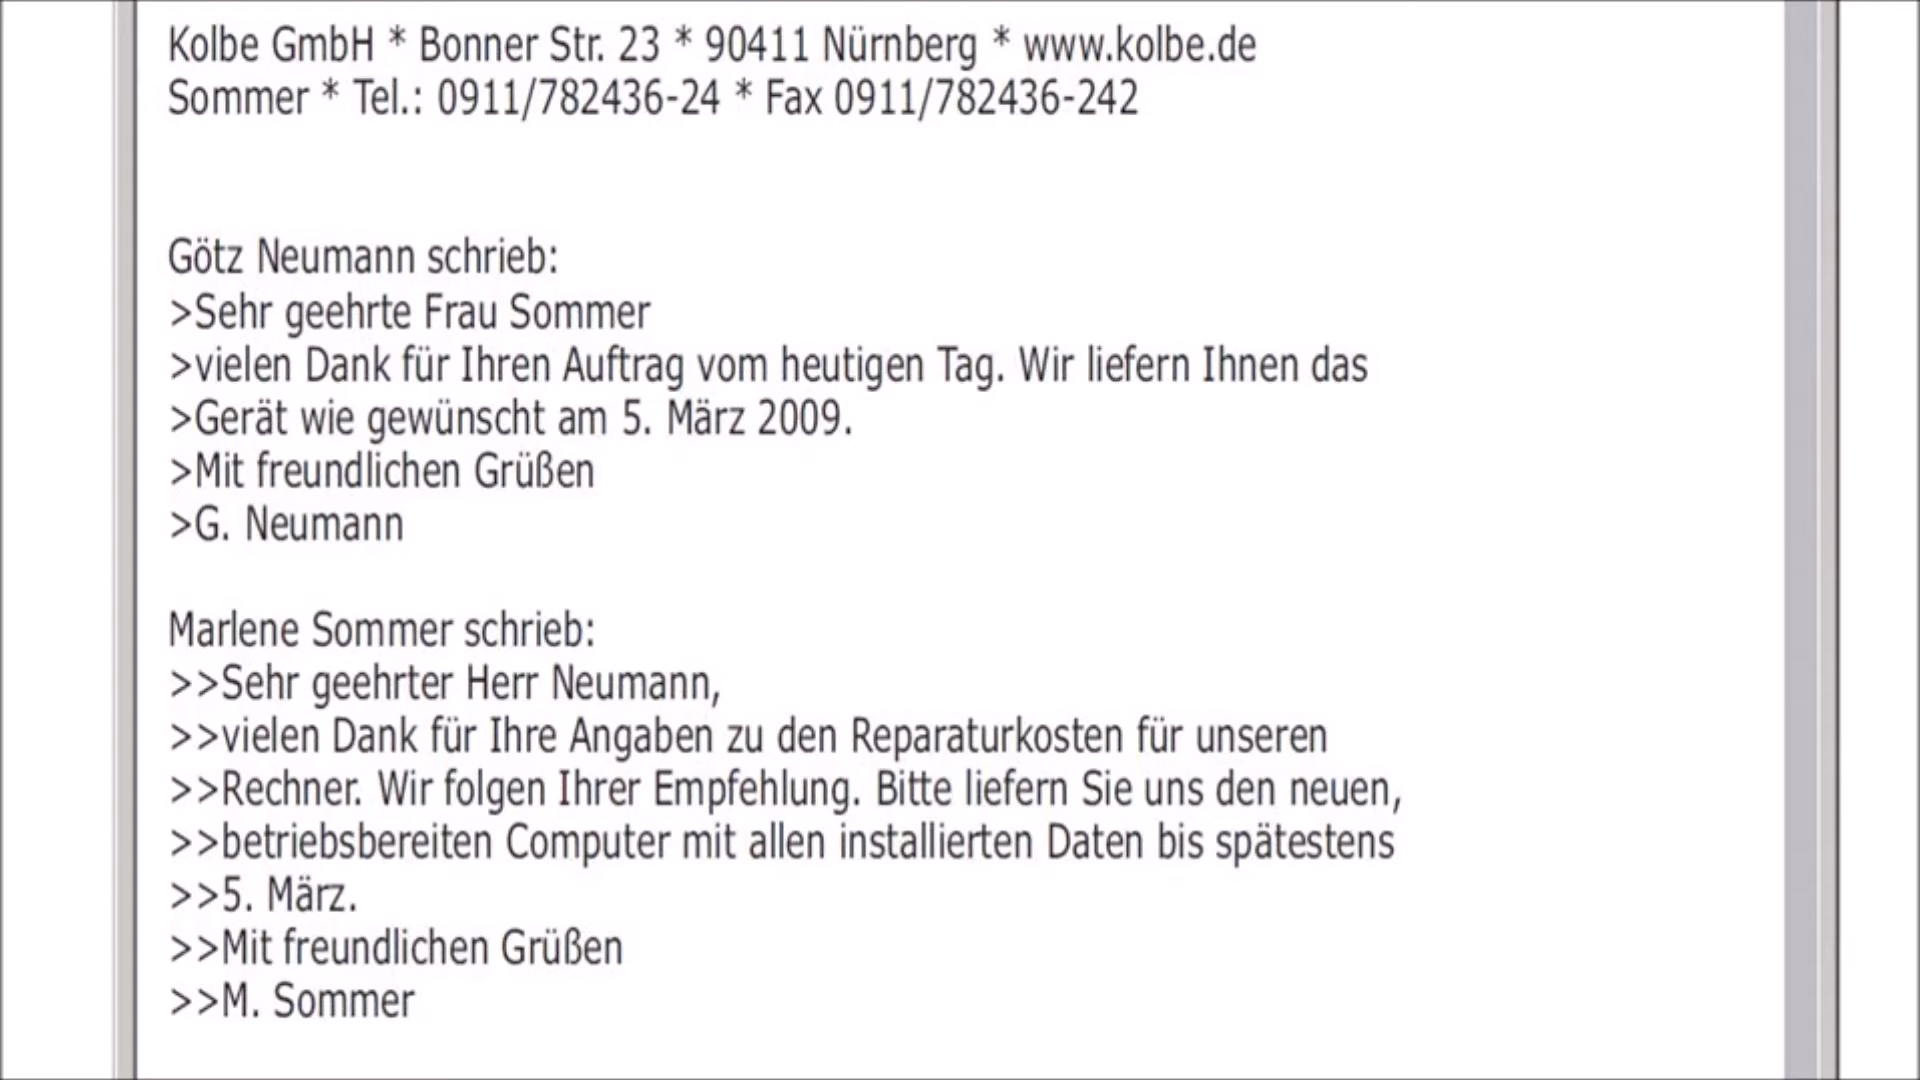 Kolbe GmbH * Bonner Str. 23 * 90411 Nürnberg * www.kolbe.de
Sommer * Tel.: 0911/782436-24 * Fax 0911/782436-242
Götz Neumann schrieb:
>Sehr geehrte Frau Sommer
>vielen Dank für Ihren Auftrag vom heutigen Tag. Wir liefern Ihnen das
>Gerät wie gewünscht am 5. März 2009.
>Mit freundlichen Grüßen
>G. Neumann
Marlene Sommer schrieb:
>>Sehr geehrter Herr Neumann,
>>vielen Dank für Ihre Angaben zu den Reparaturkosten für unseren
>>Rechner. Wir folgen Ihrer Empfehlung. Bitte liefern Sie uns den neuen,
>>betriebsbereiten Computer mit allen installierten Daten bis spätestens
>>5. März.
>>Mit freundlichen Grüßen
>>M. Sommer